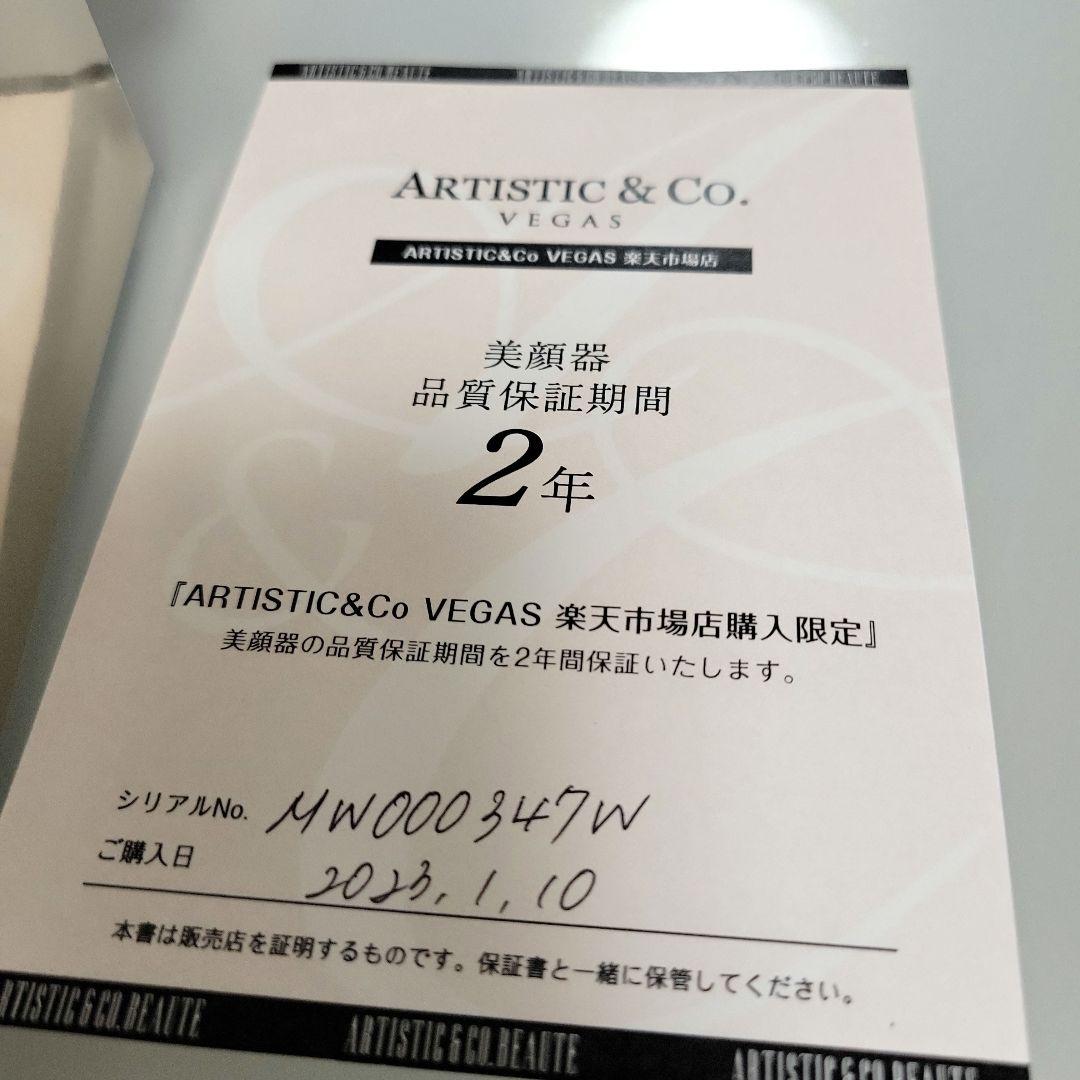 ARTISTIC&CO.BEAUTE
ARTISTIC & CO.
VEGAS
ARTISTIC&Co VEGAS 楽天市場店
美顔器
品質保証期間
2年
『ARTISTIC&Co VEGAS 楽天市場店購入限定』
美顔器の品質保証期間を2年間保証いたします。
シリアルNo. MW000347W
ご購入日 2023.1.10
本書は販売店を証明するものです。保証書と一緒に保管してください。
ARTISTIC&CO.BEAUTE ARTISTIC&CO.BEAUTE ARTISTIC&CO.BEAUTE